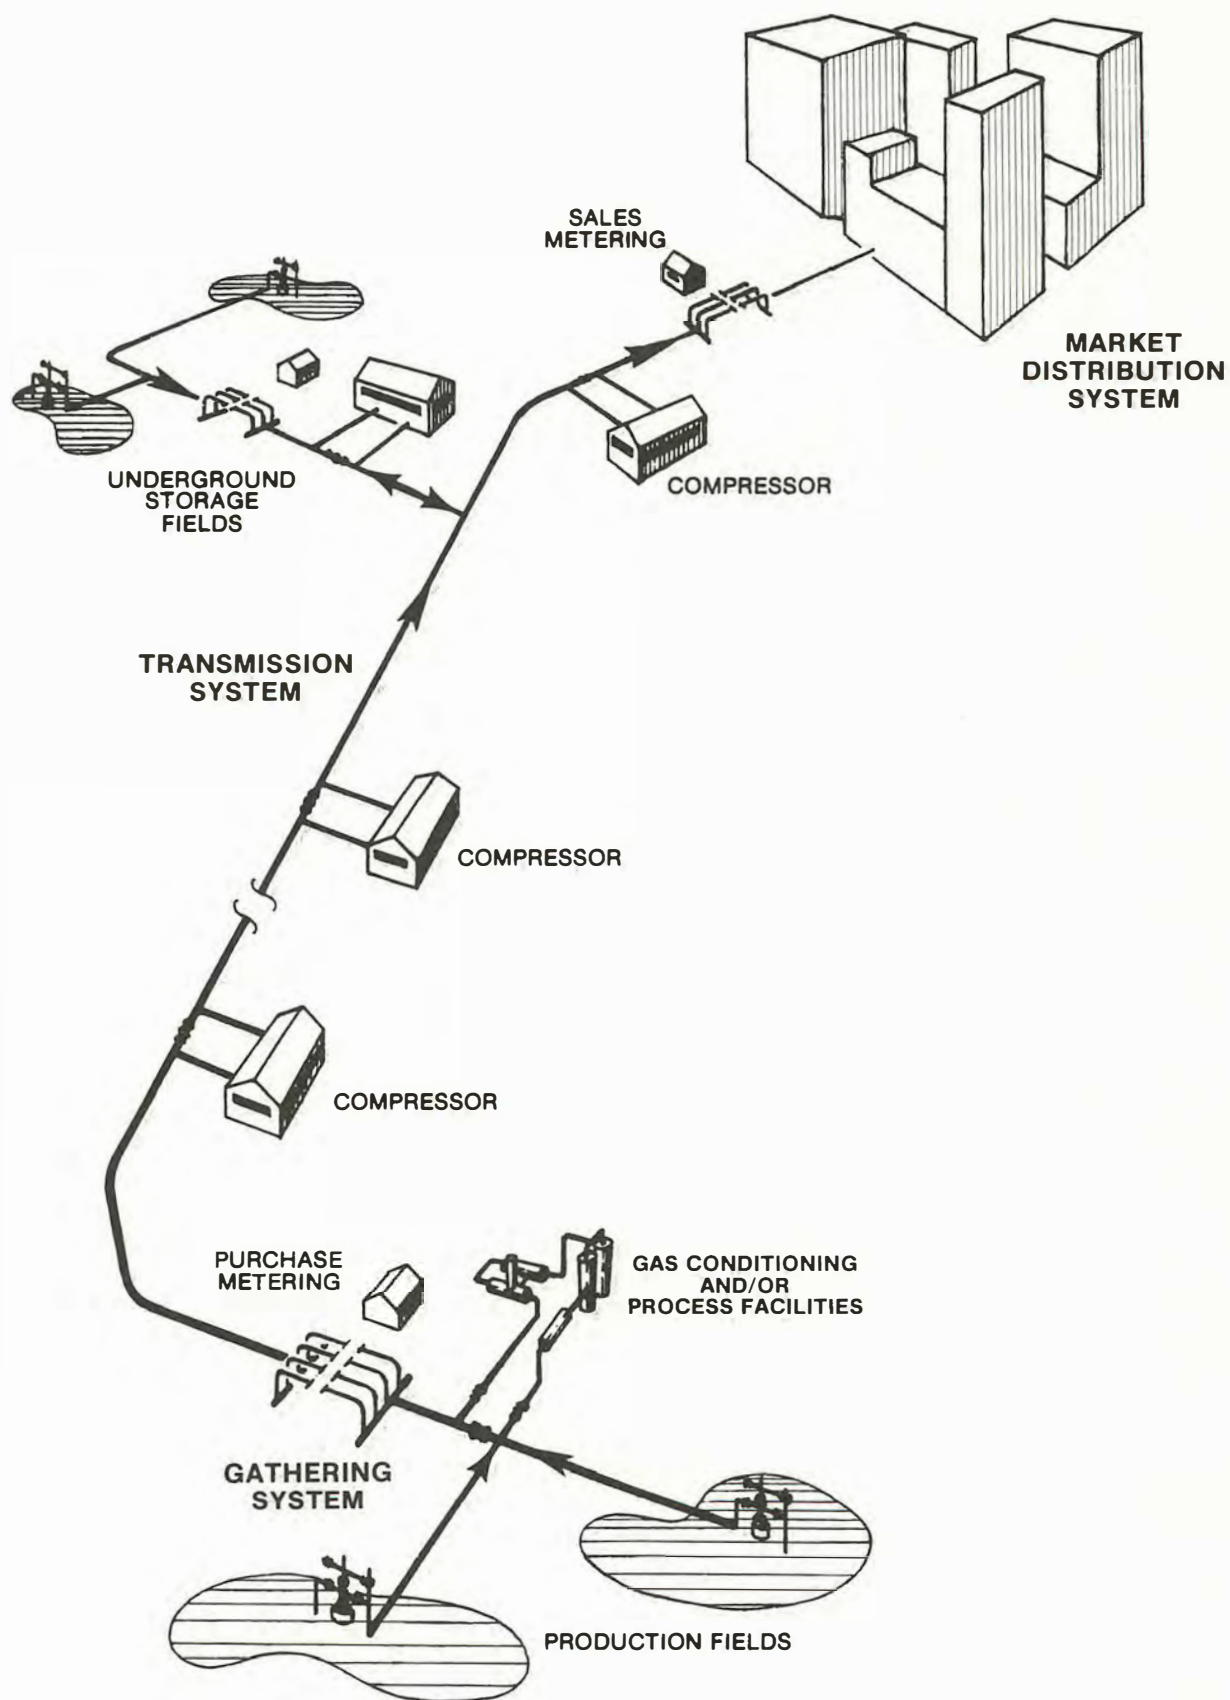 SALES
METERING
MARKET
DISTRIBUTION
SYSTEM
COMPRESSOR
UNDERGROUND
STORAGE
FIELDS
TRANSMISSION
SYSTEM
COMPRESSOR
COMPRESSOR
PURCHASE
METERING
GAS CONDITIONING
AND/OR
PROCESS FACILITIES
GATHERING
SYSTEM
PRODUCTION FIELDS